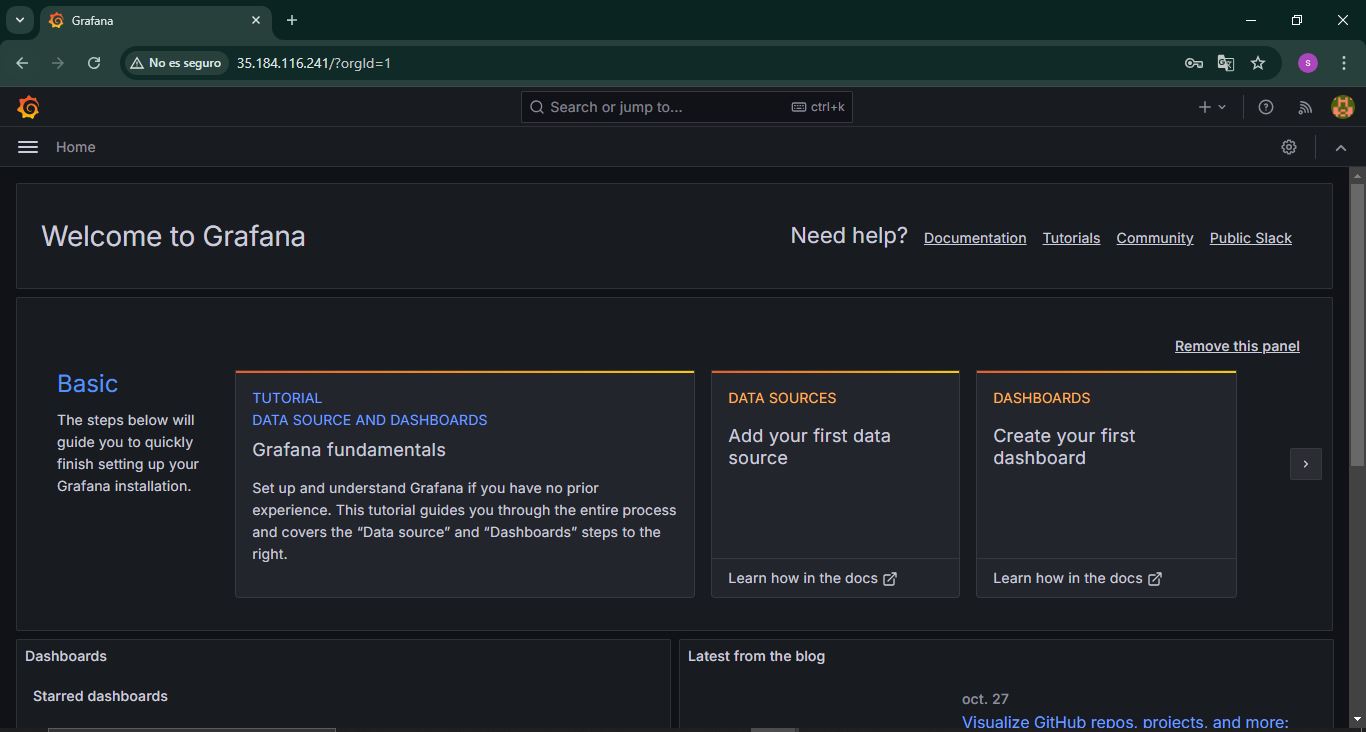 Grafana
No es seguro
35.184.116.241/?orgId=1
s
Search or jump to...
ctrl+k
Home
Welcome to Grafana
Need help?
Documentation
Tutorials
Community
Public Slack
Remove this panel
Basic
The steps below will
guide you to quickly
finish setting up your
Grafana installation.
TUTORIAL
DATA SOURCE AND DASHBOARDS
Grafana fundamentals
Set up and understand Grafana if you have no prior
experience. This tutorial guides you through the entire process
and covers the “Data source” and “Dashboards” steps to the
right.
DATA SOURCES
Add your first data
source
Learn how in the docs
DASHBOARDS
Create your first
dashboard
Learn how in the docs
Dashboards
Starred dashboards
Latest from the blog
oct. 27
Visualize GitHub repos, projects, and more: